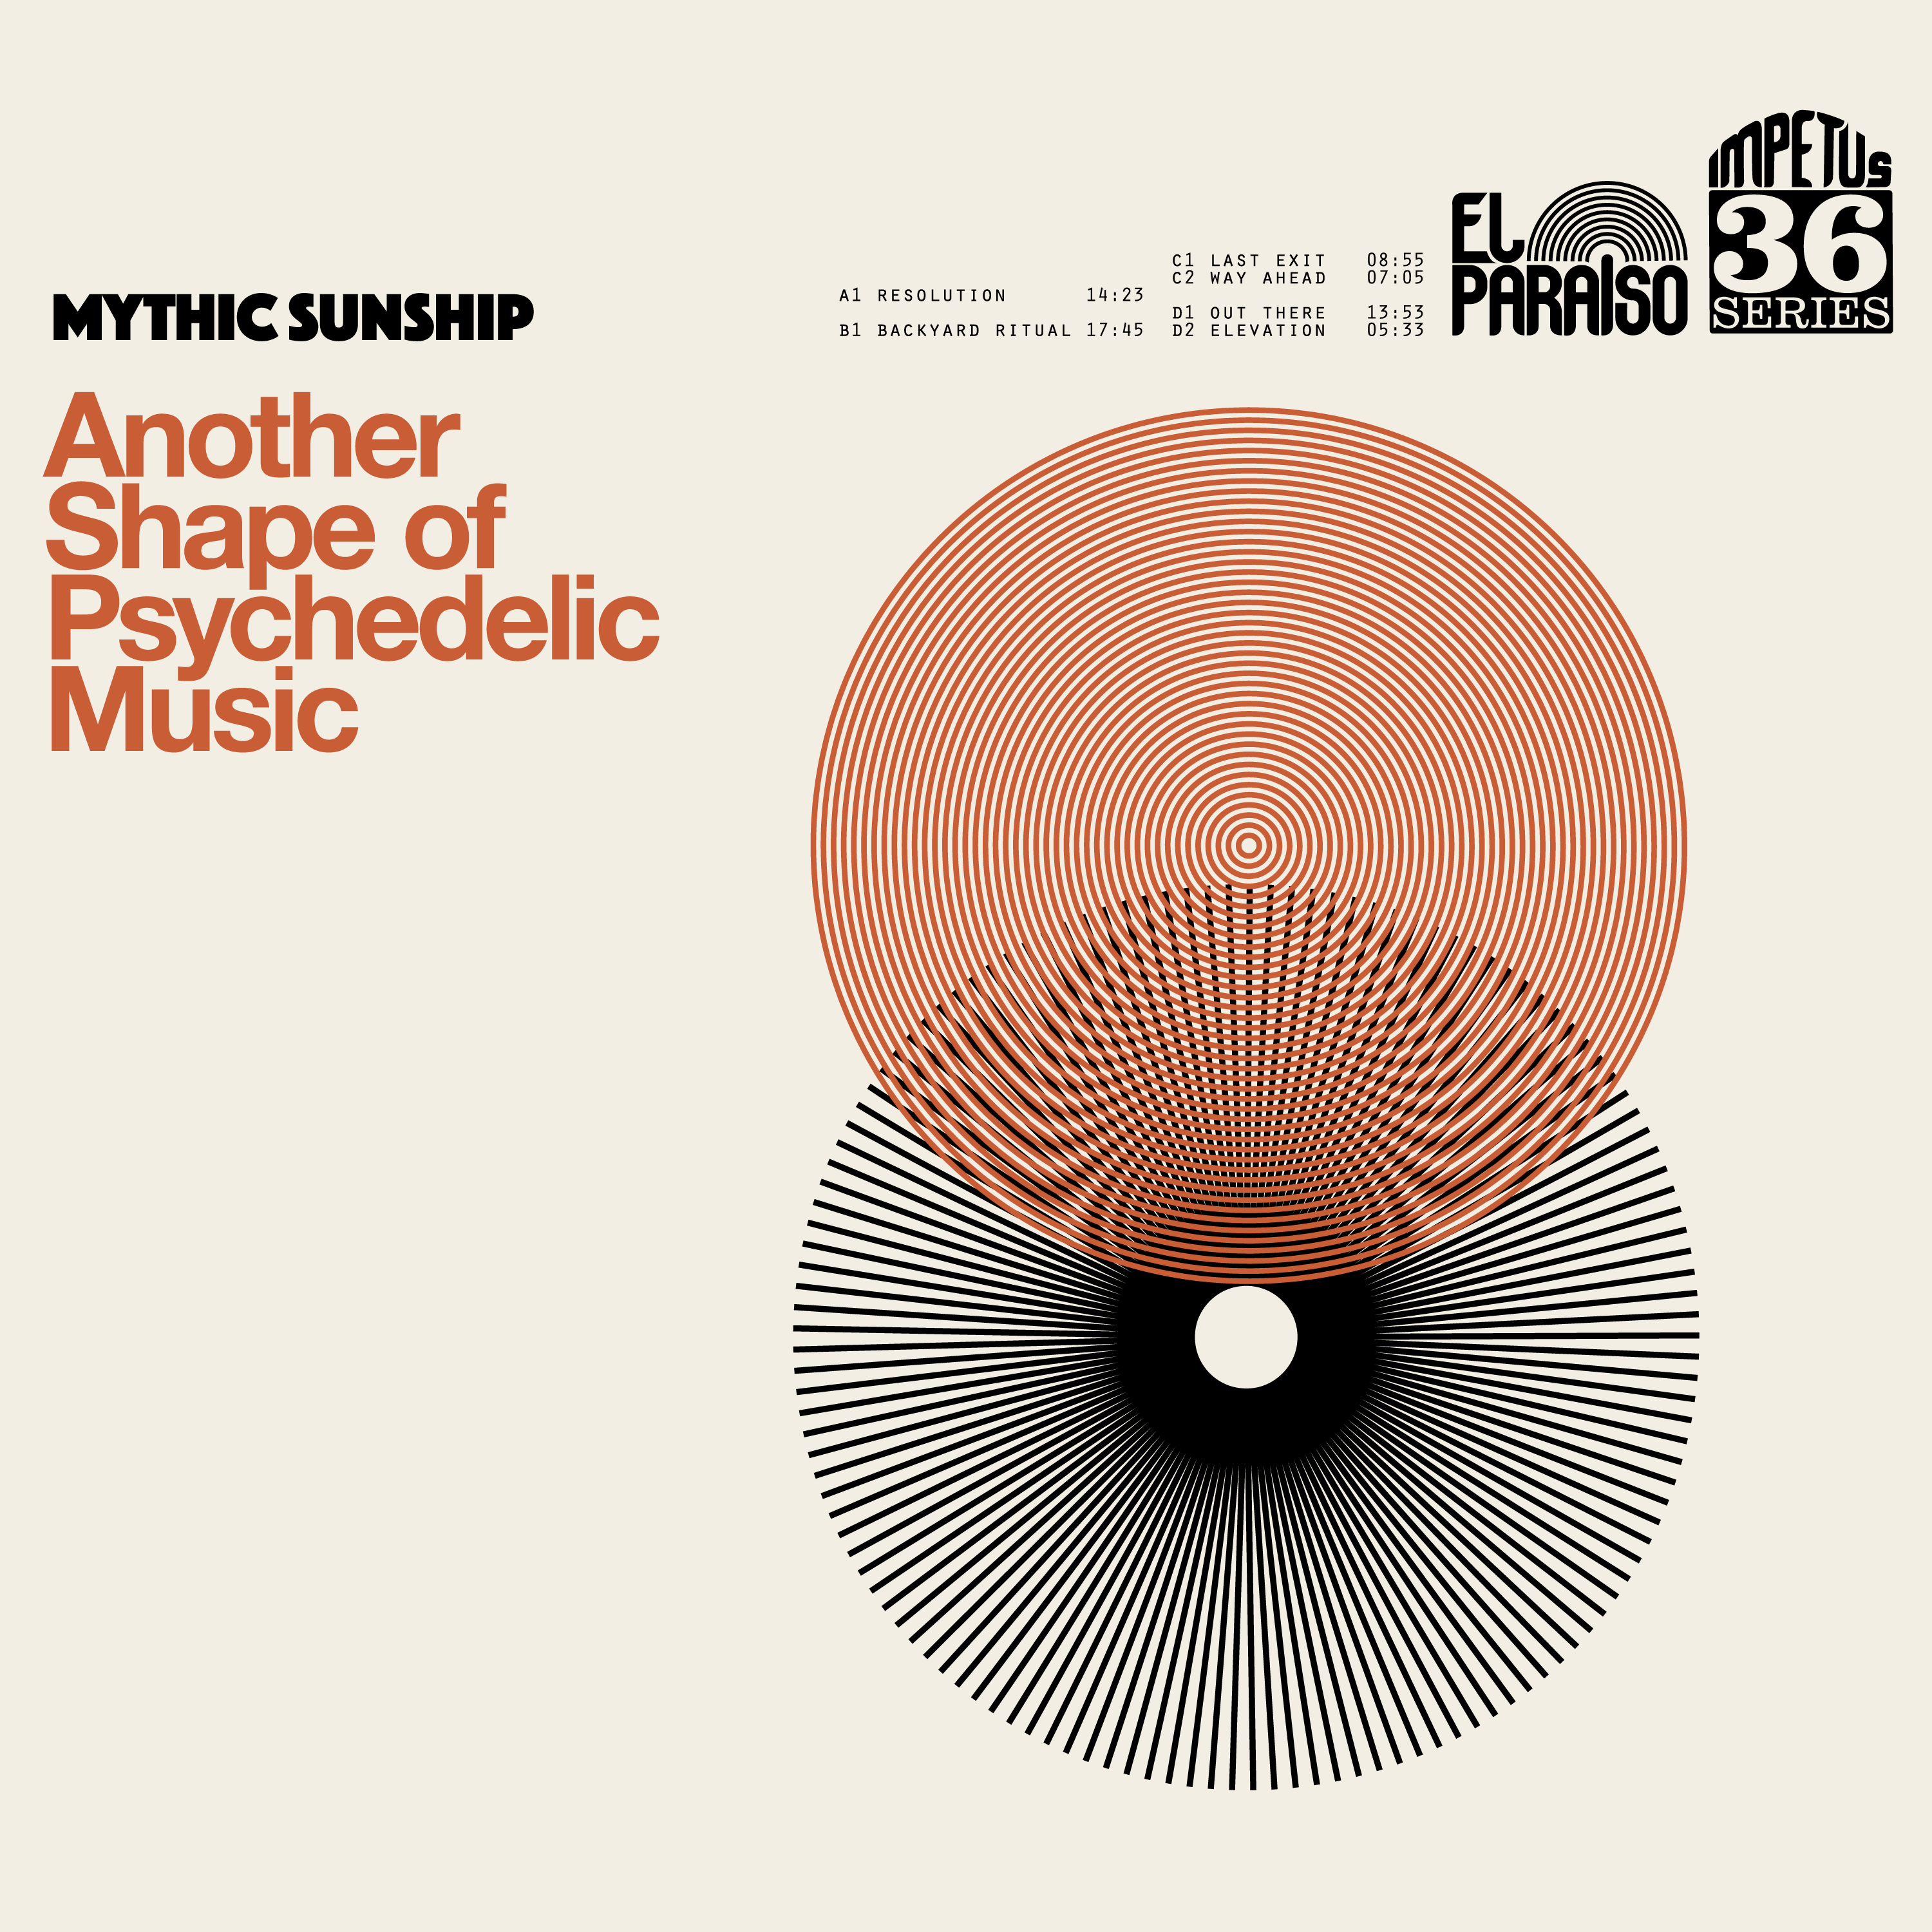 MYTHIC SUNSHIP
Another
Shape of
Psychedelic
Music
A1 RESOLUTION 14:23
B1 BACKYARD RITUAL 17:45
C1 LAST EXIT 08:55
C2 WAY AHEAD 07:05
D1 OUT THERE 13:53
D2 ELEVATION 05:33
EL
PARAISO
IMPETUS
36
SERIES